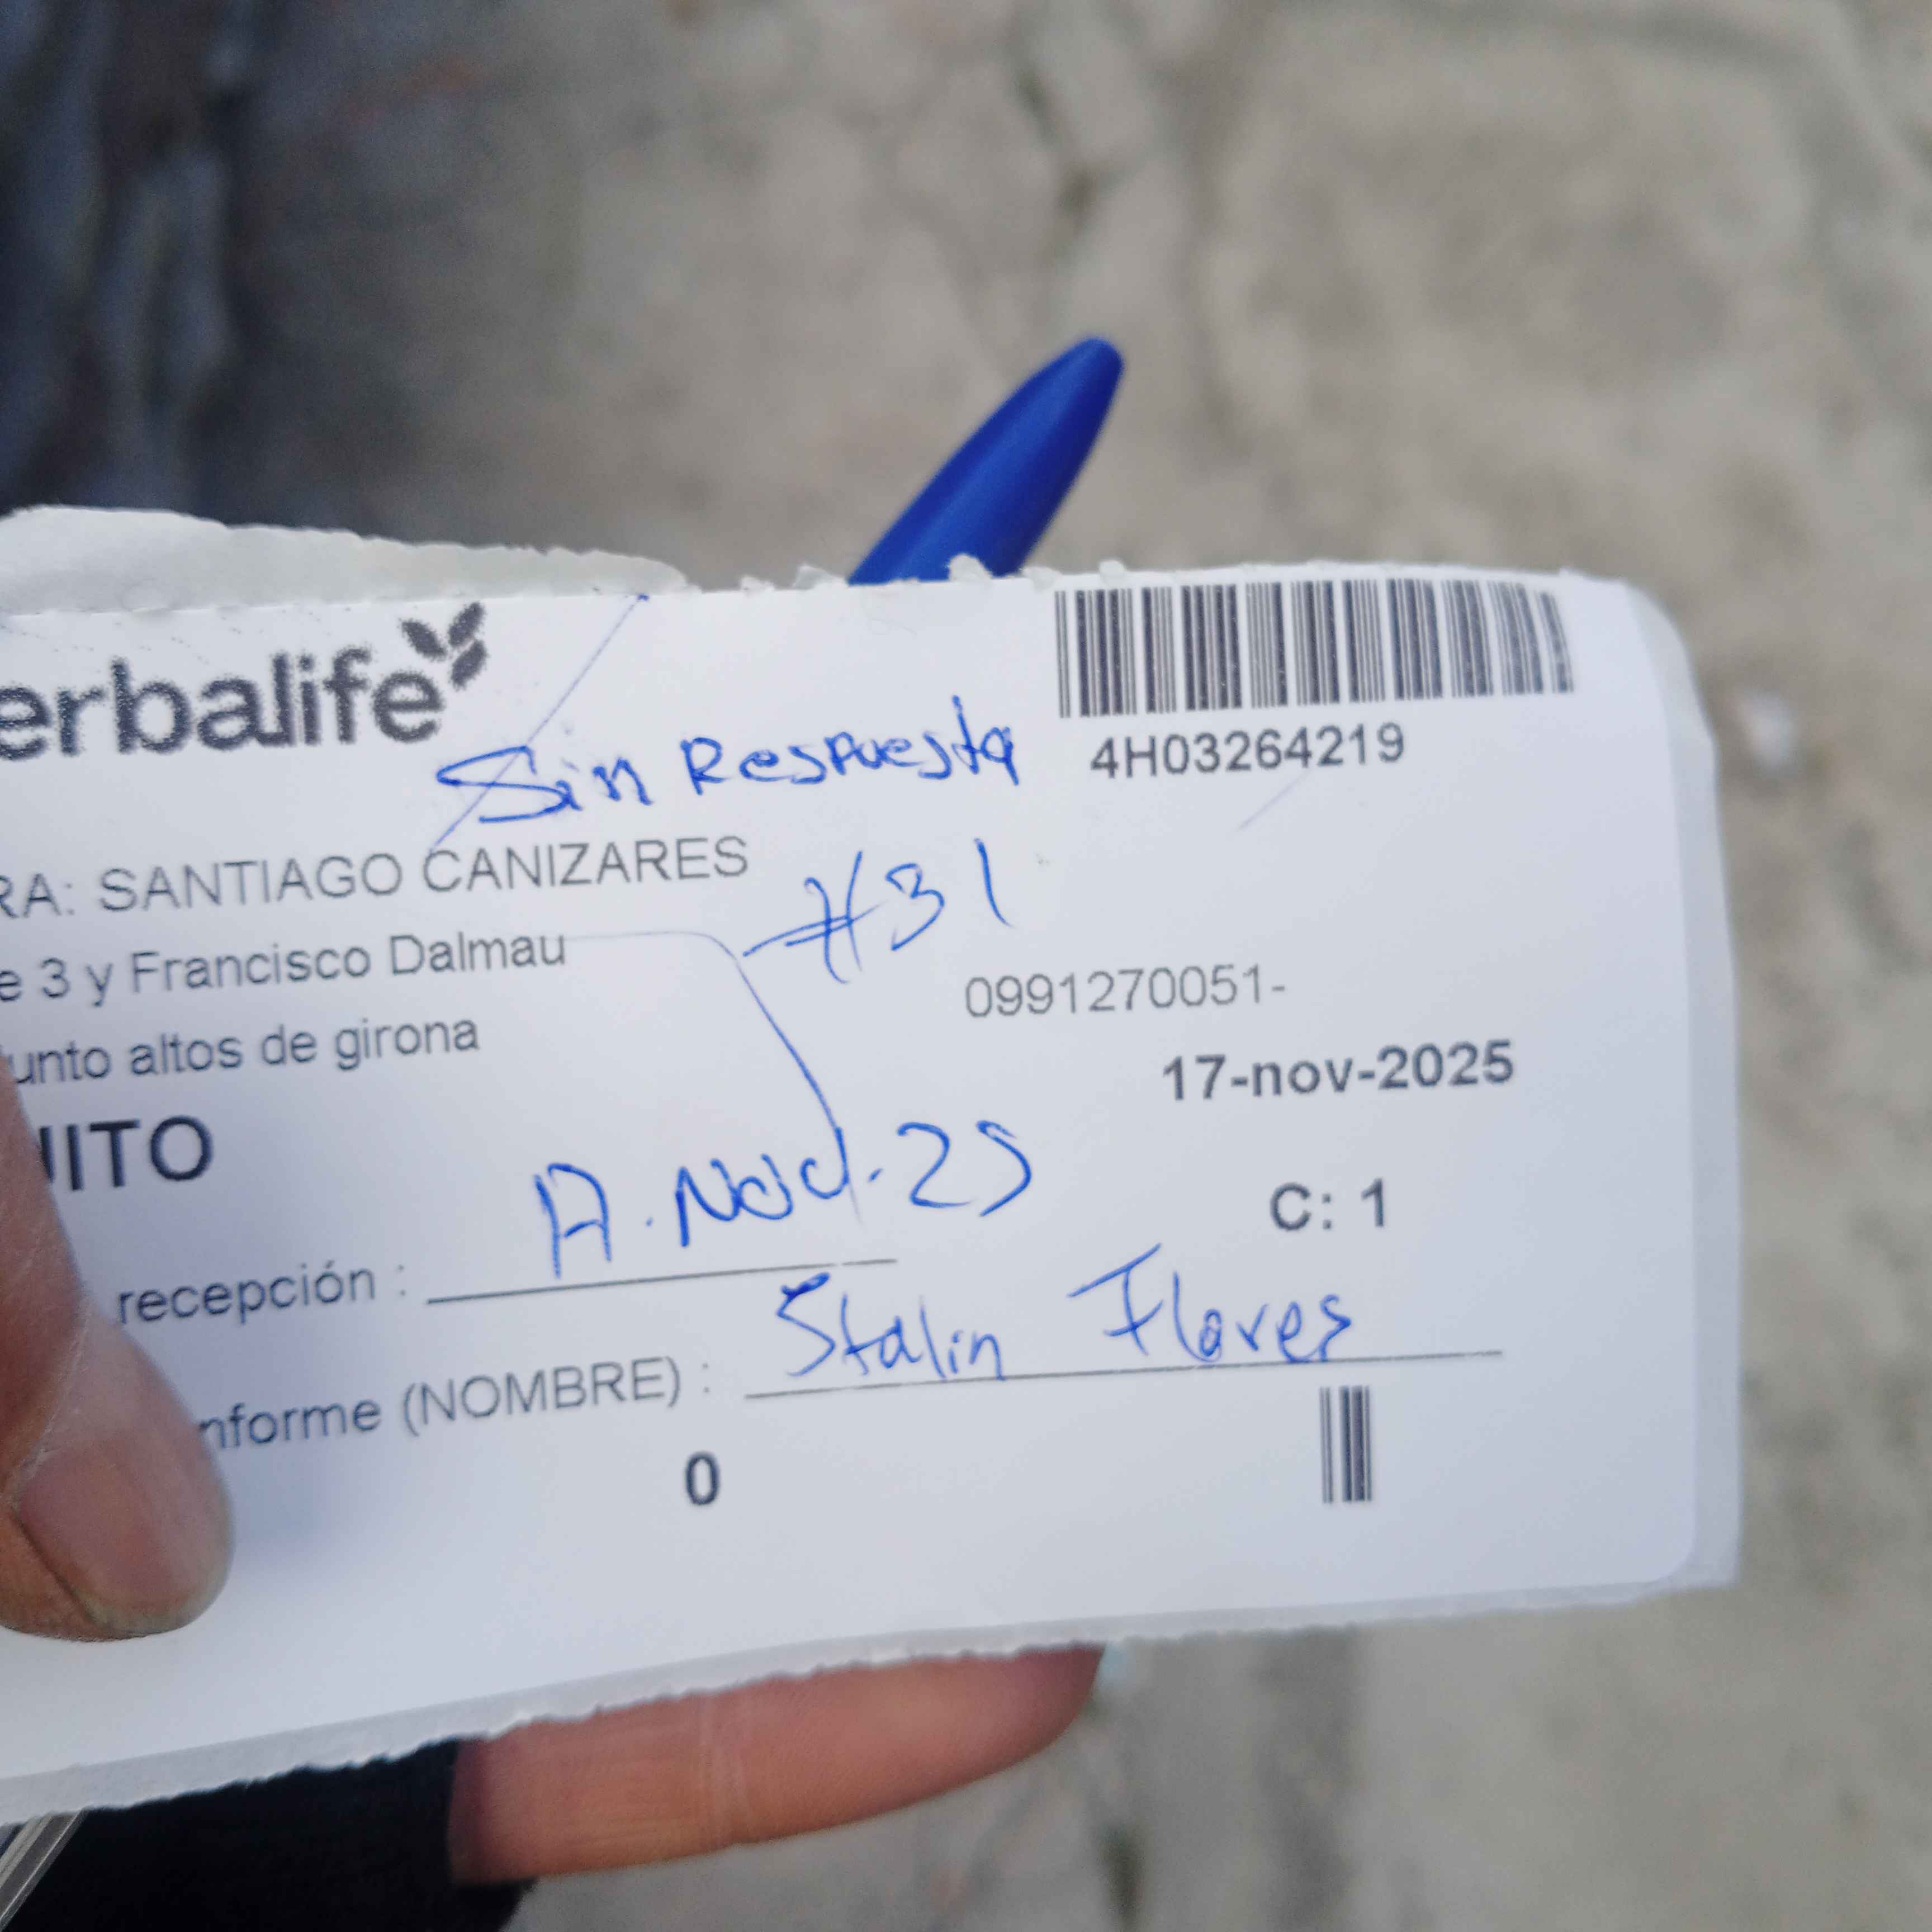 erbalife
Sin Respuesta
4H03264219
RA: SANTIAGO CANIZARES
#31
e 3 y Francisco Dalmau
0991270051-
unto altos de girona
17-nov-2025
UITO
C: 1
recepción : A. Nov-25
nforme (NOMBRE) : Stalin Flores
0